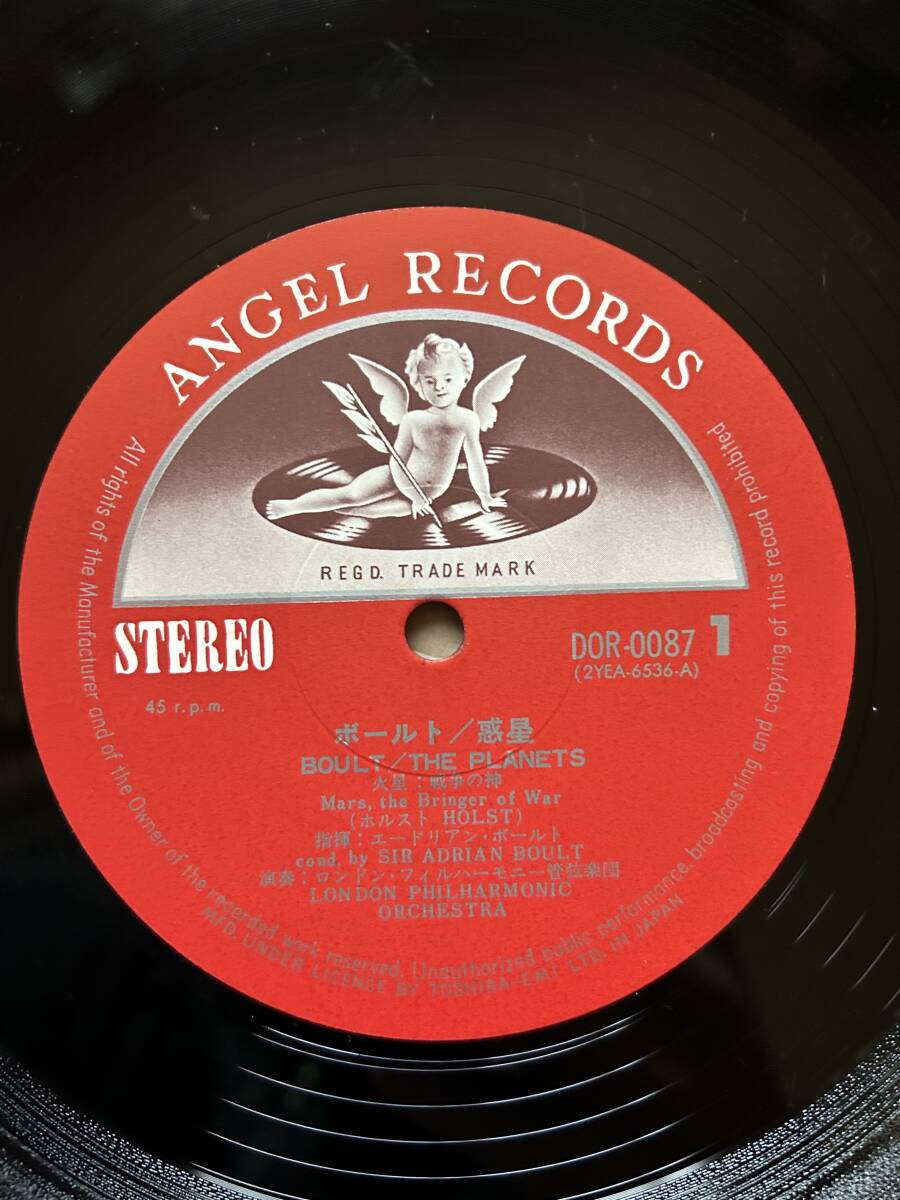 ANGEL RECORDS
REGD. TRADE MARK
STEREO
DOR-0087 1
(2YEA-6536-A)
45 r.p.m.
ボールト/惑星
BOULT/THE PLANETS
火星:戦争の神
Mars, the Bringer of War
(ホルスト HOLST)
指揮:エードリアン・ボールト
cond. by SIR ADRIAN BOULT
演奏:ロンドン・フィルハーモニー管弦楽団
LONDON PHILHARMONIC
ORCHESTRA
All rights of the Manufacturer and of the Owner of the recorded work reserved. Unauthorized public performance, broadcasting and copying of this record prohibited
MFD. UNDER LICENCE BY TOSHIBA-EMI LTD. IN JAPAN